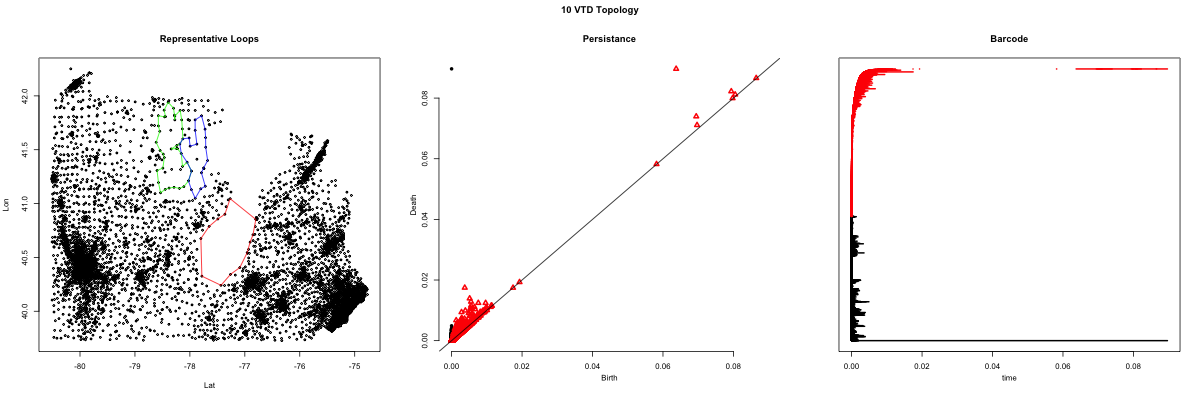 10 VTD Topology
Representative Loops
Lon
42.0
41.5
41.0
40.5
40.0
-80 -79 -78 -77 -76 -75
Lat
Persistance
Death
0.08
0.06
0.04
0.02
0.00
0.00 0.02 0.04 0.06 0.08
Birth
Barcode
0.00 0.02 0.04 0.06 0.08
time